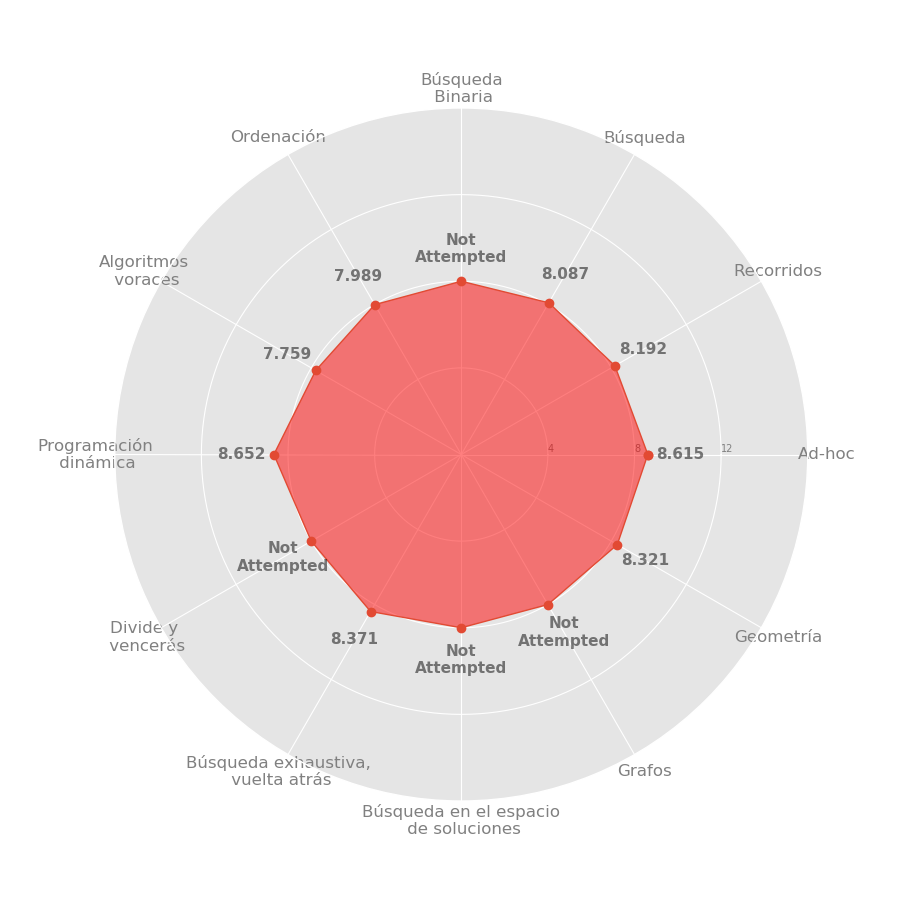 Búsqueda
Binaria
Ordenación
Búsqueda
Algoritmos
voraces
Recorridos
Not
Attempted
7.989
8.087
7.759
8.192
Programación
dinámica
8.652
4
8
12
8.615
Ad-hoc
Not
Attempted
8.321
Divide y
vencerás
8.371
Not
Attempted
Not
Attempted
Geometría
Búsqueda exhaustiva,
vuelta atrás
Grafos
Búsqueda en el espacio
de soluciones